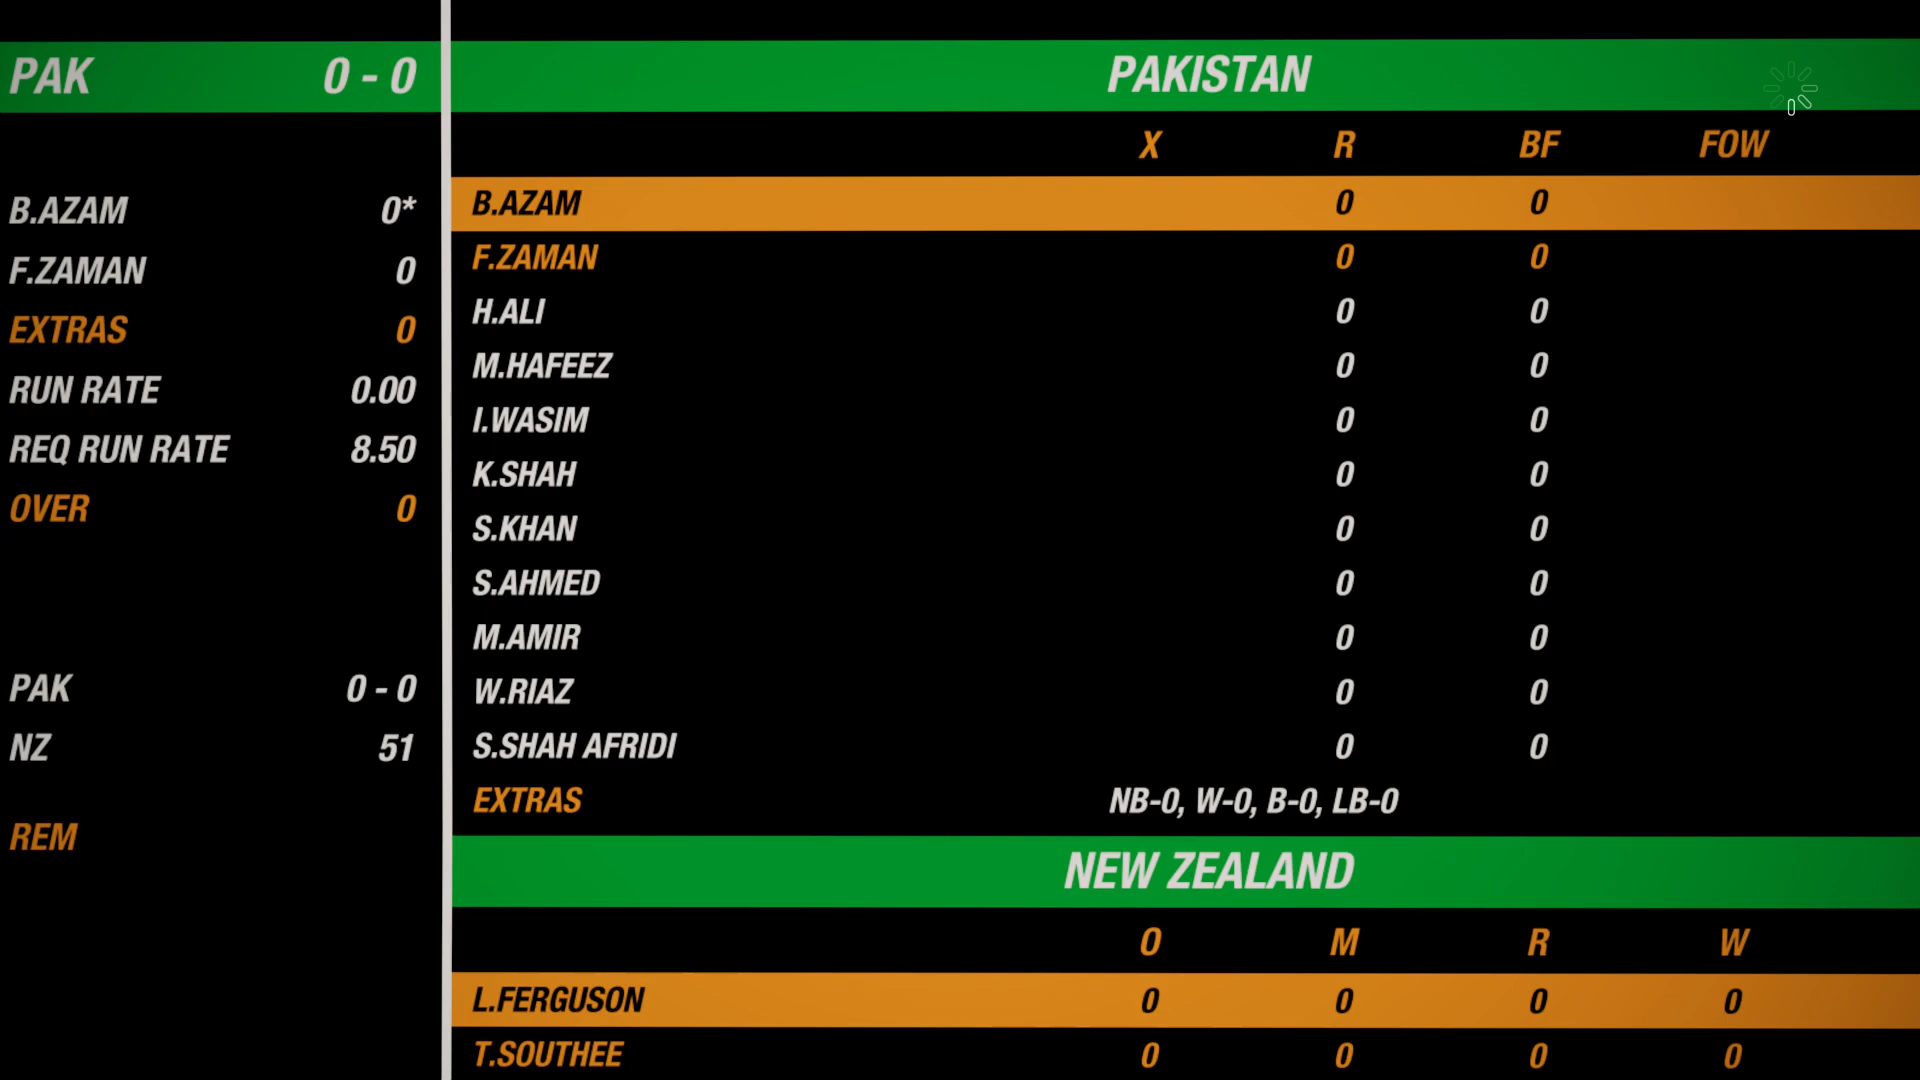 PAK 0 - 0
B.AZAM 0*
F.ZAMAN 0
EXTRAS 0
RUN RATE 0.00
REQ RUN RATE 8.50
OVER 0
PAK 0 - 0
NZ 51
REM
PAKISTAN
X R BF FOW
B.AZAM 0 0
F.ZAMAN 0 0
H.ALI 0 0
M.HAFEEZ 0 0
I.WASIM 0 0
K.SHAH 0 0
S.KHAN 0 0
S.AHMED 0 0
M.AMIR 0 0
W.RIAZ 0 0
S.SHAH AFRIDI 0 0
EXTRAS NB-0, W-0, B-0, LB-0
NEW ZEALAND
O M R W
L.FERGUSON 0 0 0 0
T.SOUTHEE 0 0 0 0